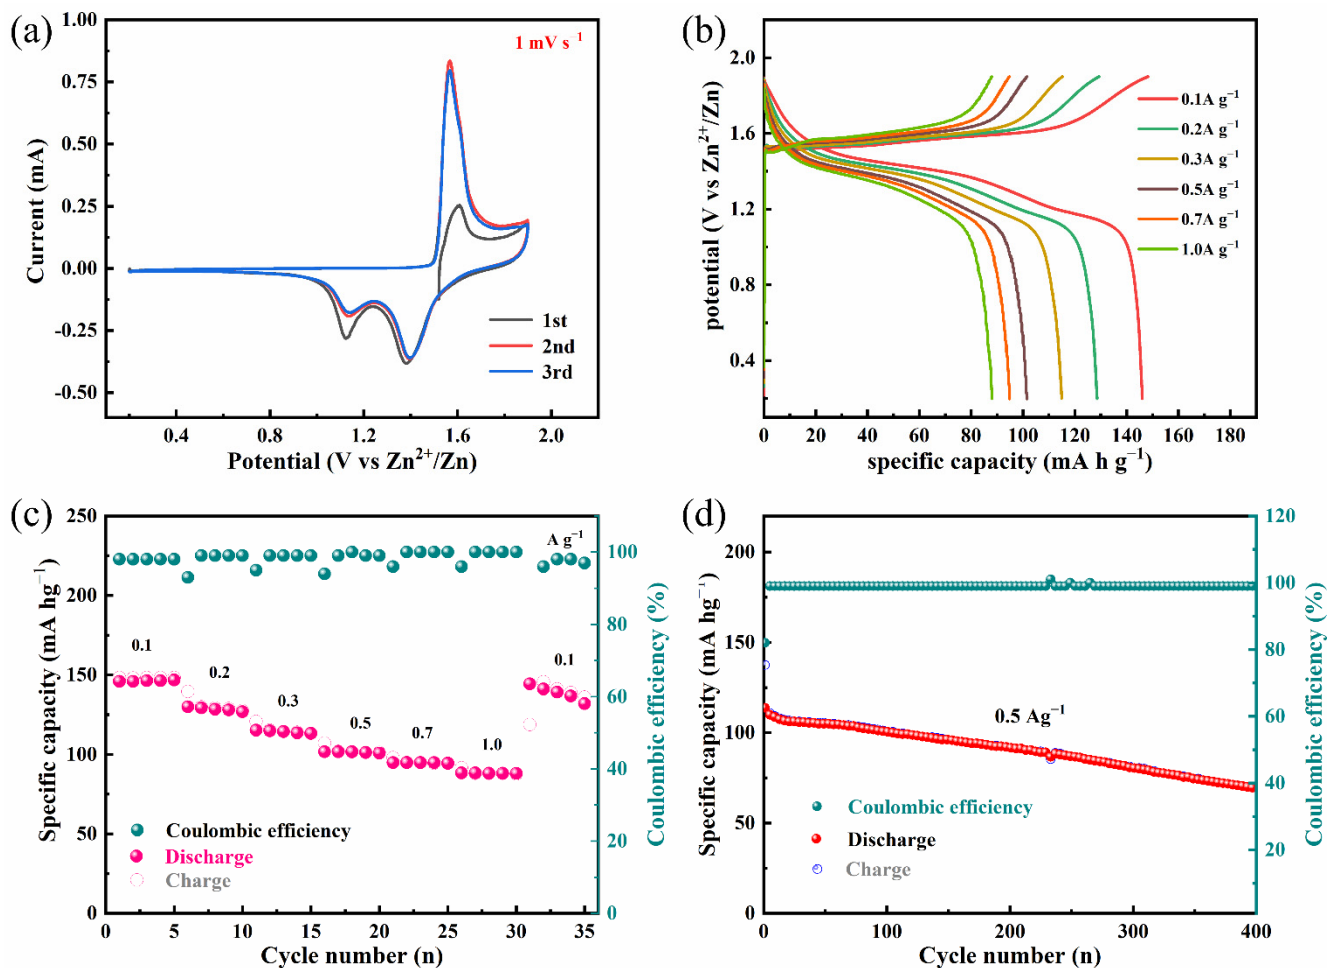 (a)
1 mV s⁻¹
Current (mA)
1.00
0.75
0.50
0.25
0.00
-0.25
-0.50
1st
2nd
3rd
0.4 0.8 1.2 1.6 2.0
Potential (V vs Zn²⁺/Zn)
(b)
potential (V vs Zn²⁺/Zn)
2.0
1.6
1.2
0.8
0.4
0.1A g⁻¹
0.2A g⁻¹
0.3A g⁻¹
0.5A g⁻¹
0.7A g⁻¹
1.0A g⁻¹
0 20 40 60 80 100 120 140 160 180
specific capacity (mA h g⁻¹)
(c)
Specific capacity (mA hg⁻¹)
250
200
150
100
50
0
A g⁻¹
0.1
0.2
0.3
0.5
0.7
1.0
0.1
Coulombic efficiency
Discharge
Charge
100
80
60
40
20
0
Coulombic efficiency (%)
0 5 10 15 20 25 30 35
Cycle number (n)
(d)
Specific capacity (mA hg⁻¹)
200
150
100
50
0
0.5 Ag⁻¹
Coulombic efficiency
Discharge
Charge
120
100
80
60
40
20
0
Coulombic efficiency (%)
0 100 200 300 400
Cycle number (n)